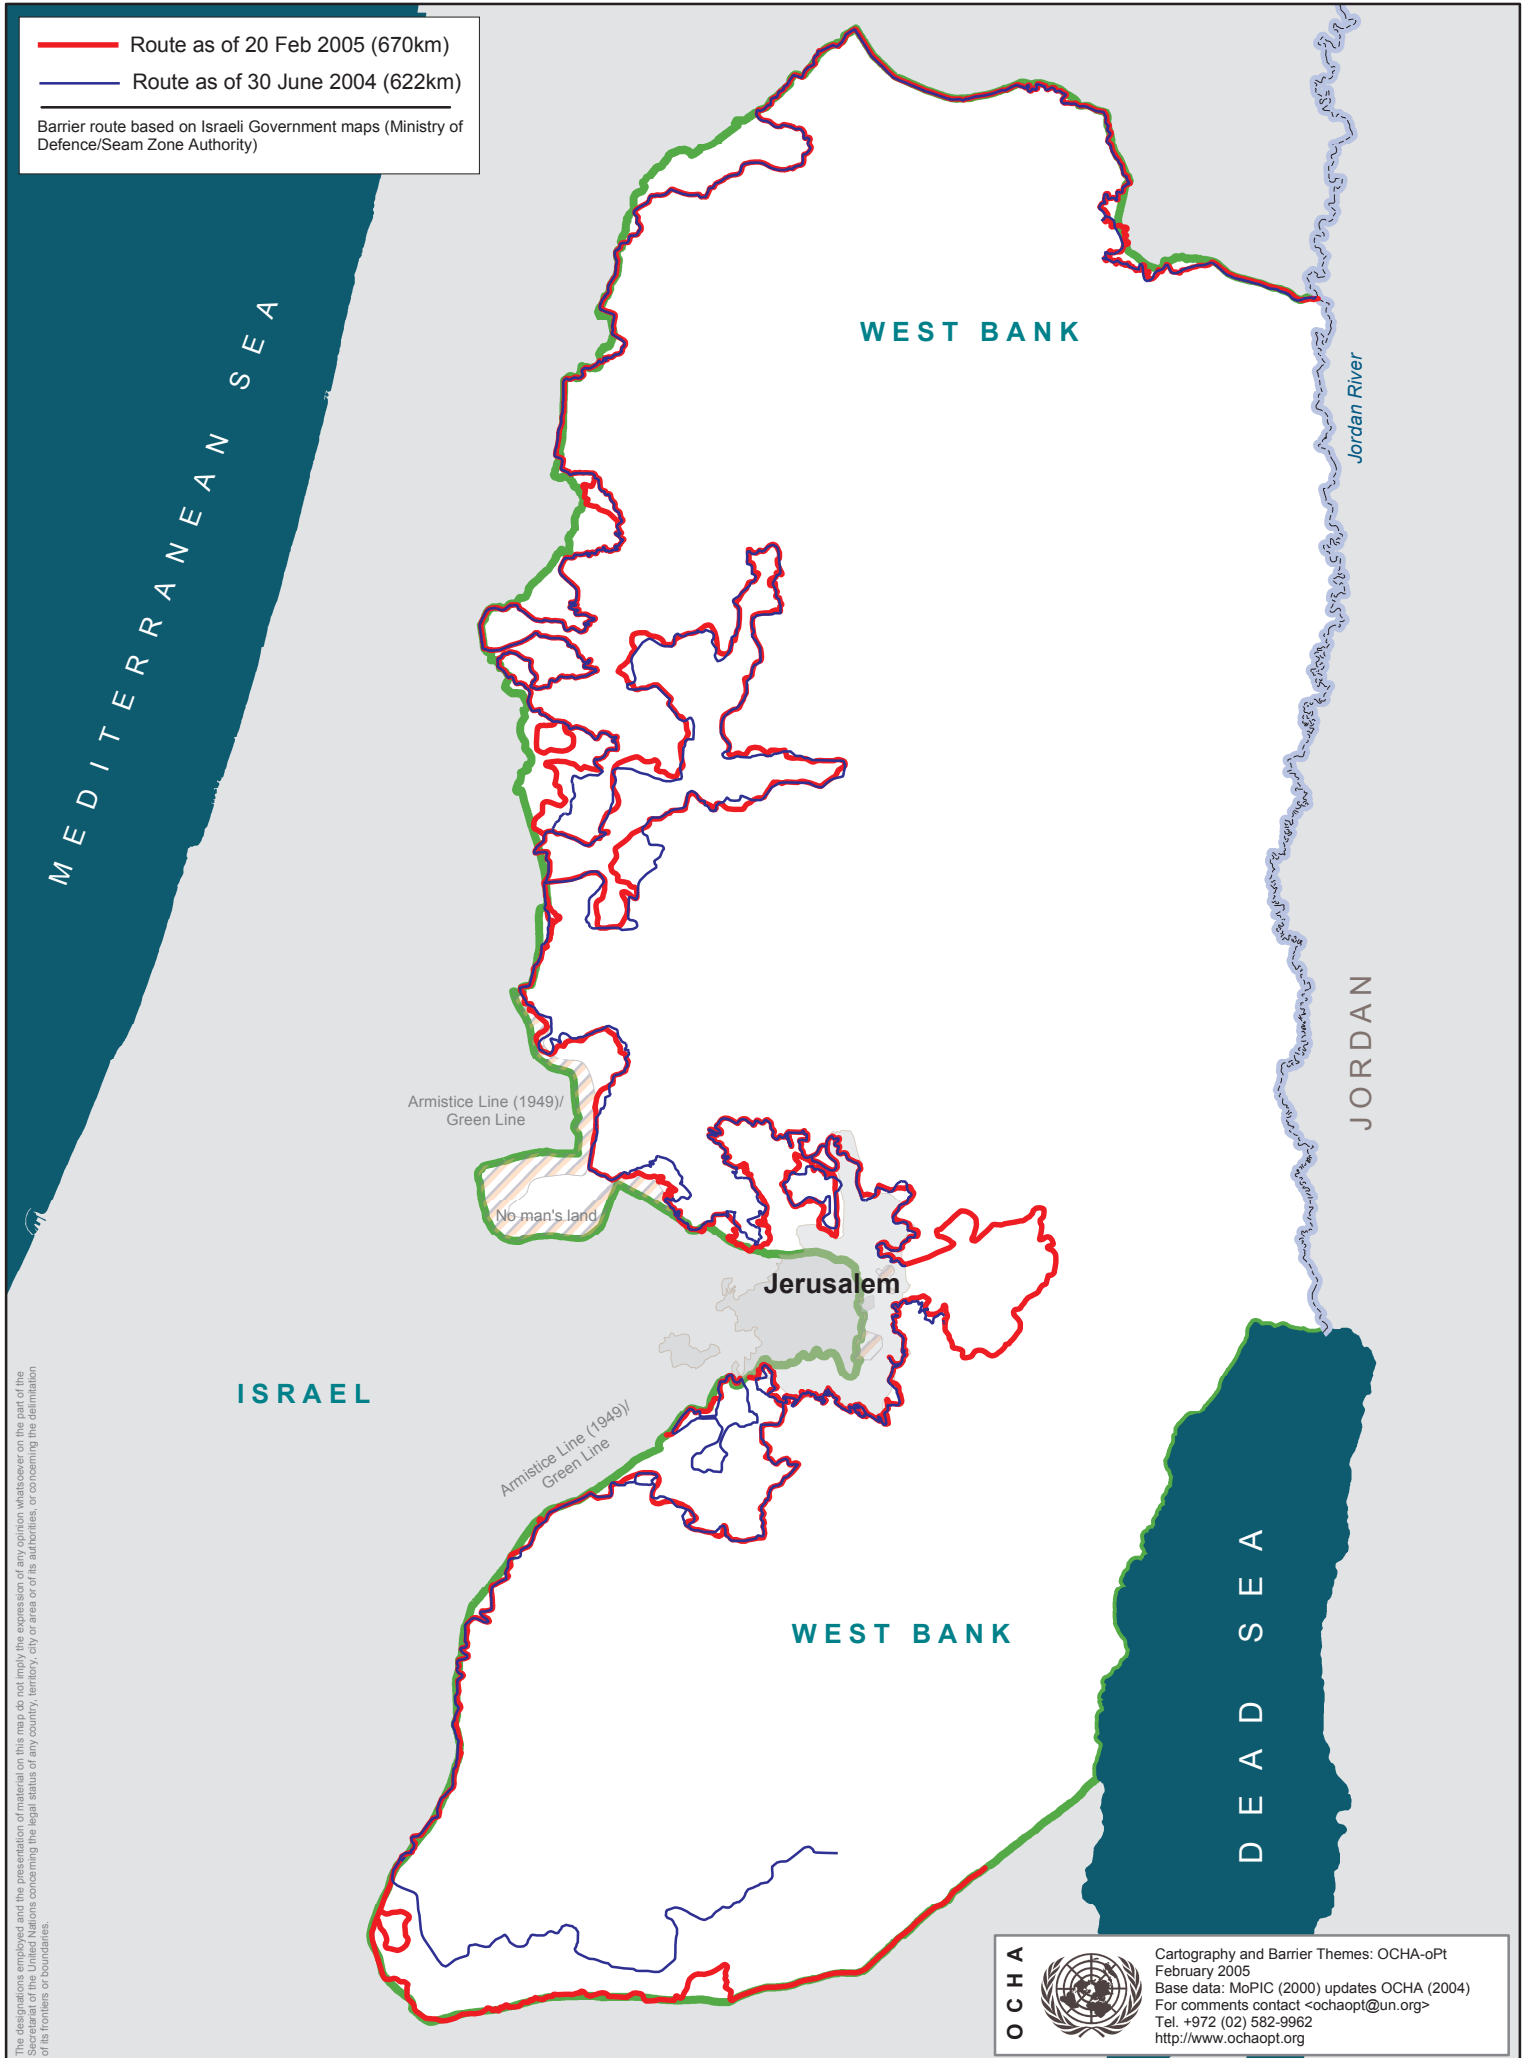 Route as of 20 Feb 2005 (670km)
Route as of 30 June 2004 (622km)
Barrier route based on Israeli Government maps (Ministry of
Defence/Seam Zone Authority)
MEDITERRANEAN SEA
WEST BANK
Jordan River
JORDAN
Armistice Line (1949)/
Green Line
No man's land
Jerusalem
ISRAEL
Armistice Line (1949)/
Green Line
WEST BANK
DEAD SEA
The designations employed and the presentation of material on this map do not imply the expression of any opinion whatsoever on the part of the
Secretariat of the United Nations concerning the legal status of any country, territory, city or area or of its authorities, or concerning the delimitation
of its frontiers or boundaries.
OCHA
Cartography and Barrier Themes: OCHA-oPt
February 2005
Base data: MoPIC (2000) updates OCHA (2004)
For comments contact <ochaopt@un.org>
Tel. +972 (02) 582-9962
http://www.ochaopt.org